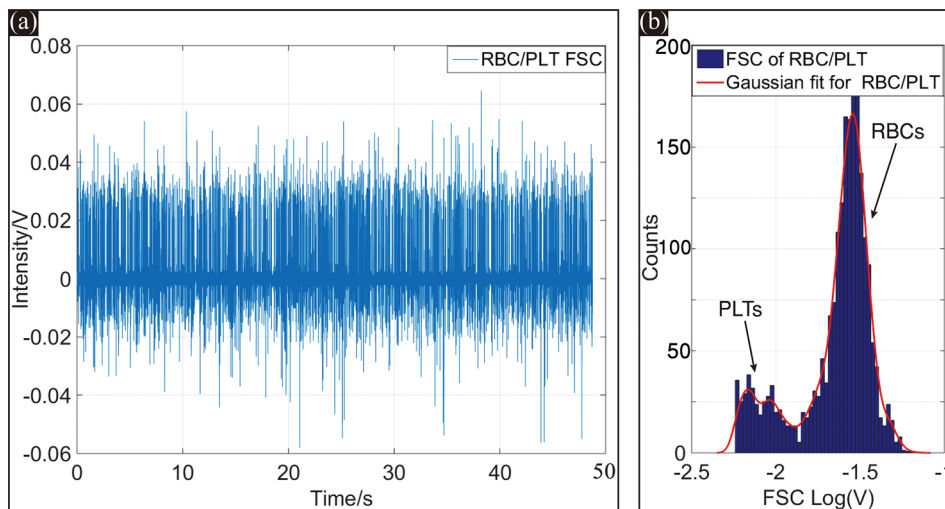 (a)
0.08
0.06
0.04
0.02
0
-0.02
-0.04
-0.06
Intensity/V
RBC/PLT FSC
0
10
20
30
40
50
Time/s
(b)
200
150
100
50
0
Counts
FSC of RBC/PLT
Gaussian fit for RBC/PLT
RBCs
PLTs
-2.5
-2
-1.5
-1
FSC Log(V)